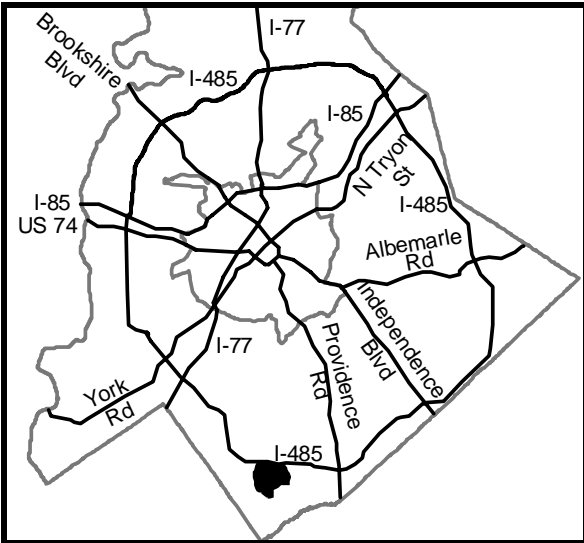 I-77
Brookshire
Blvd
I-485
I-85
N Tryon
St
I-85
US 74
I-485
Albemarle
Rd
Independence
Blvd
I-77
Providence
Rd
York
Rd
I-485